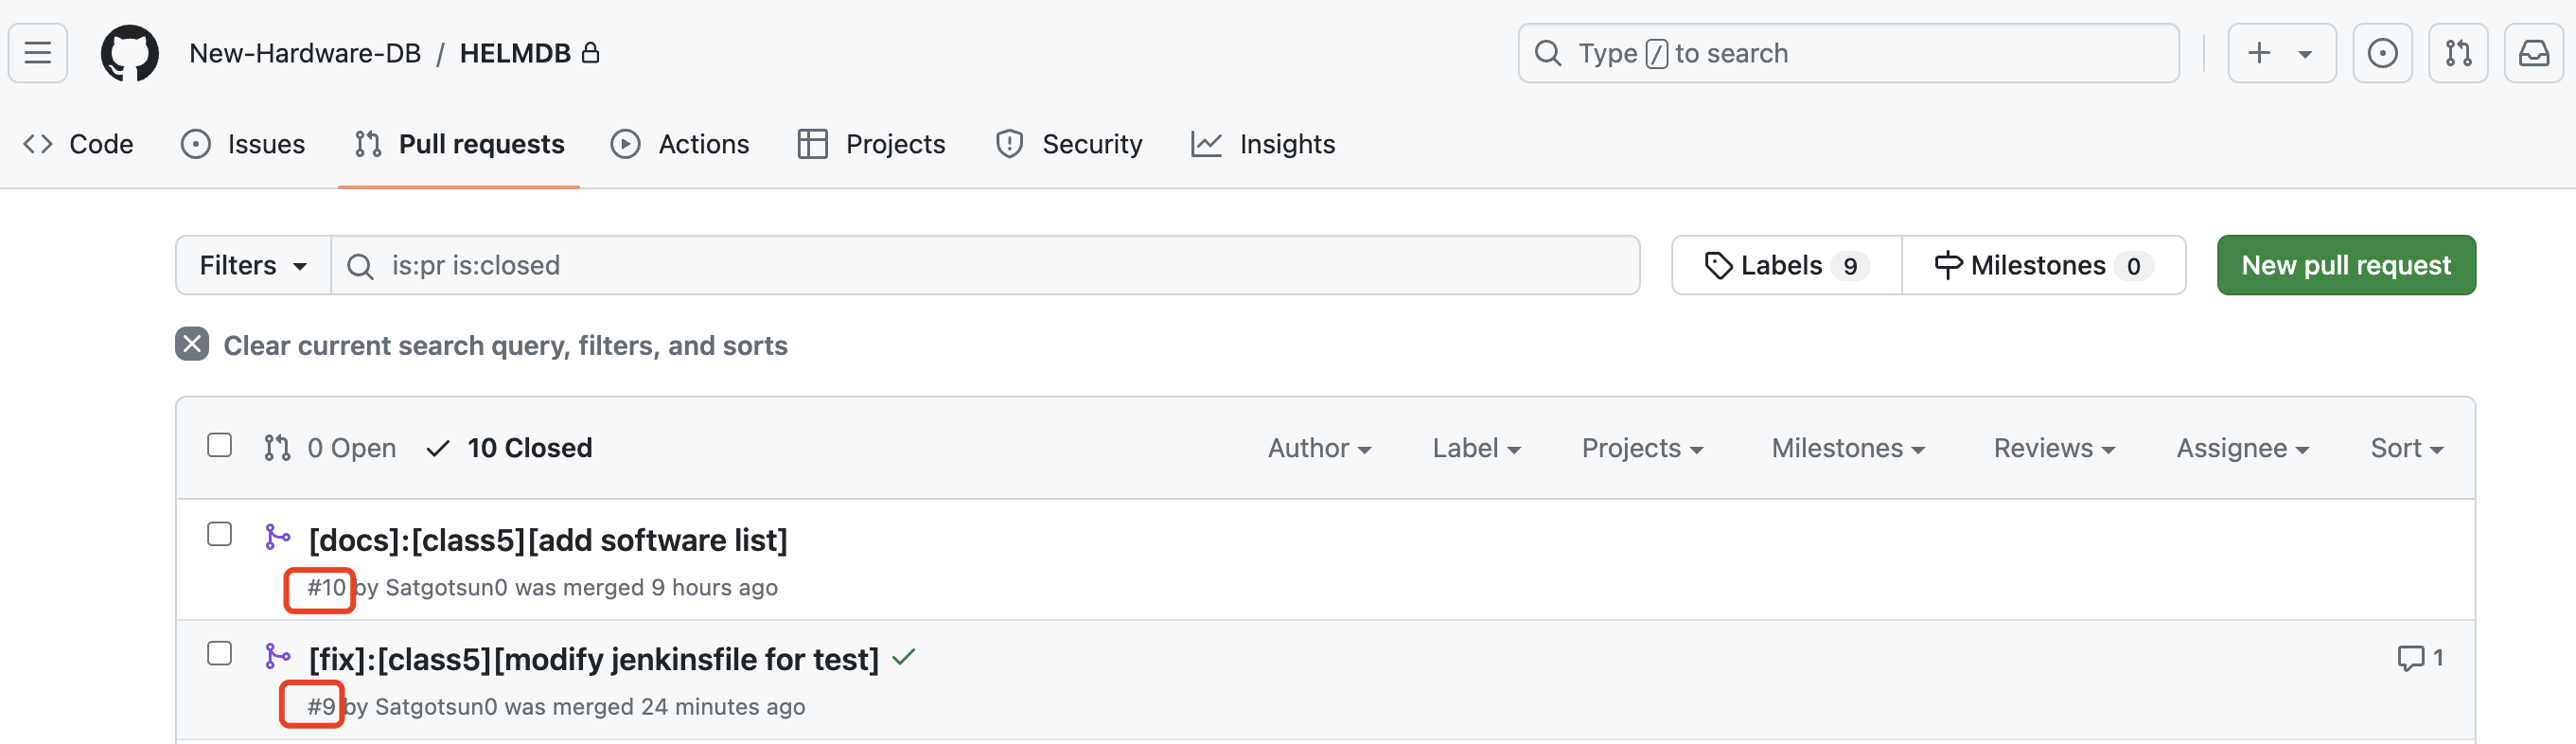 New-Hardware-DB / HELMDB
Type / to search
Code Issues Pull requests Actions Projects Security Insights
Filters is:pr is:closed Labels 9 Milestones 0 New pull request
Clear current search query, filters, and sorts
0 Open 10 Closed Author Label Projects Milestones Reviews Assignee Sort
[docs]:[class5][add software list]
#10 by Satgotsun0 was merged 9 hours ago
[fix]:[class5][modify jenkinsfile for test] 1
#9 by Satgotsun0 was merged 24 minutes ago